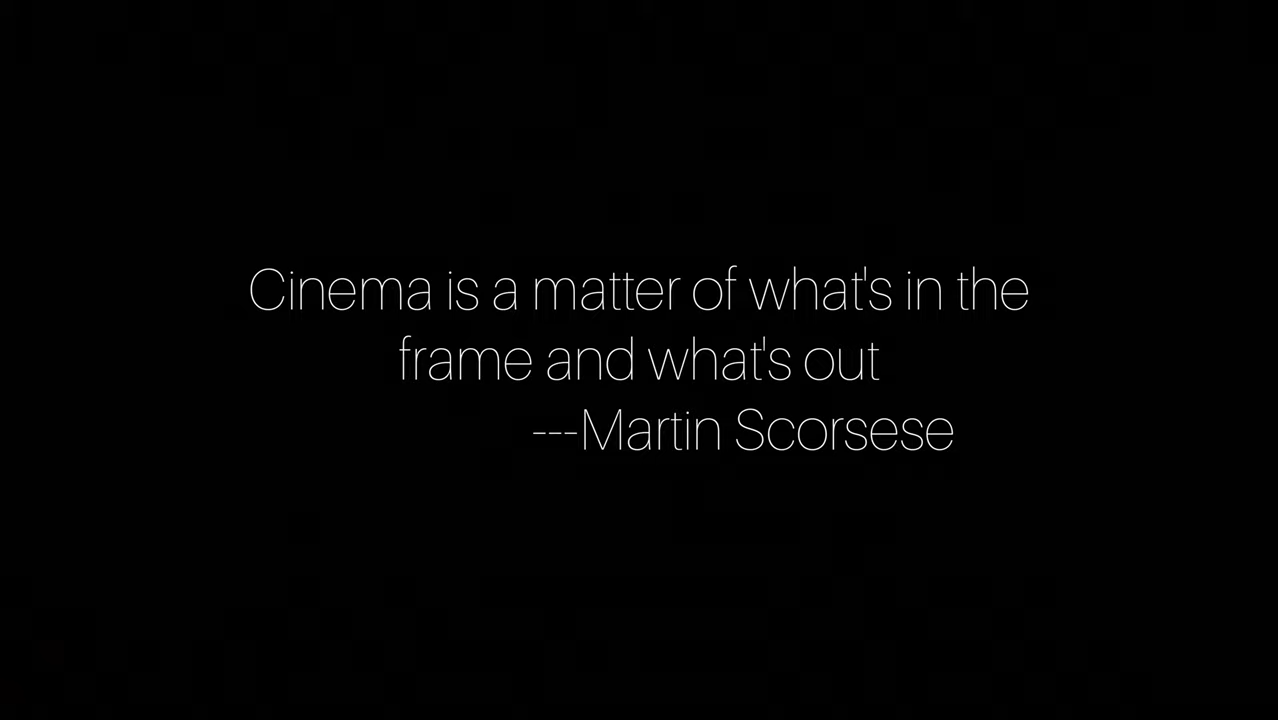 Cinema is a matter of what's in the
frame and what's out
---Martin Scorsese